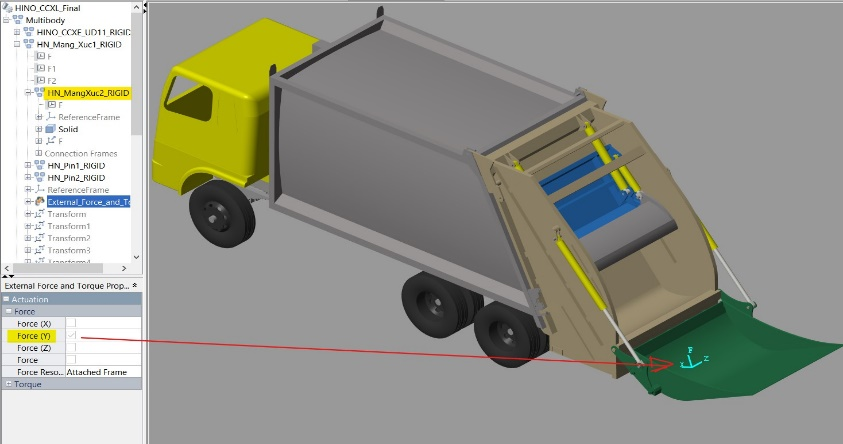 HINO_CCXL_Final
Multibody
HINO_CCXE_UD11_RIGID
HN_Mang_Xuc1_RIGID
F
F1
F2
HN_MangXuc2_RIGID
F
ReferenceFrame
Solid
F
Connection Frames
HN_Pin1_RIGID
HN_Pin2_RIGID
ReferenceFrame
External_Force_and_To
Transform
Transform1
Transform2
Transform3
Transform4
External Force and Torque Prop...
Actuation
Force
Force (X)
Force (Y)
Force (Z)
Force
Force Reso... Attached Frame
Torque
F
Z